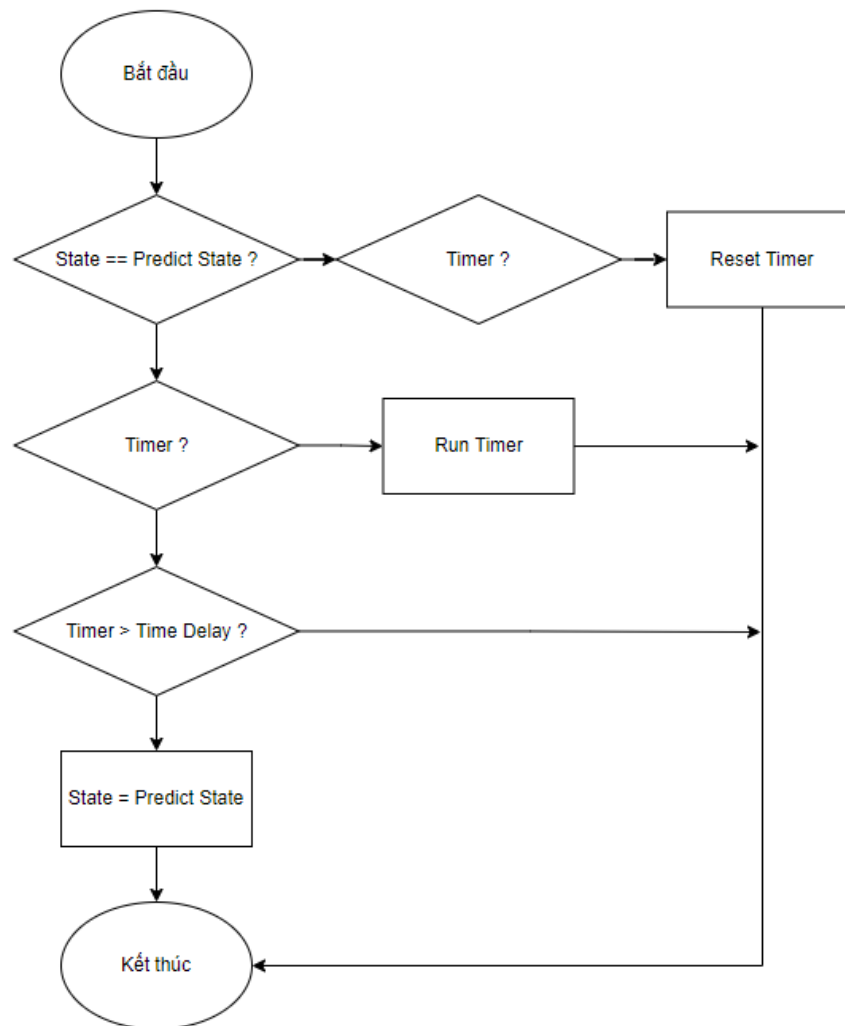 Bắt đầu
State == Predict State ?
Timer ?
Reset Timer
Timer ?
Run Timer
Timer > Time Delay ?
State = Predict State
Kết thúc